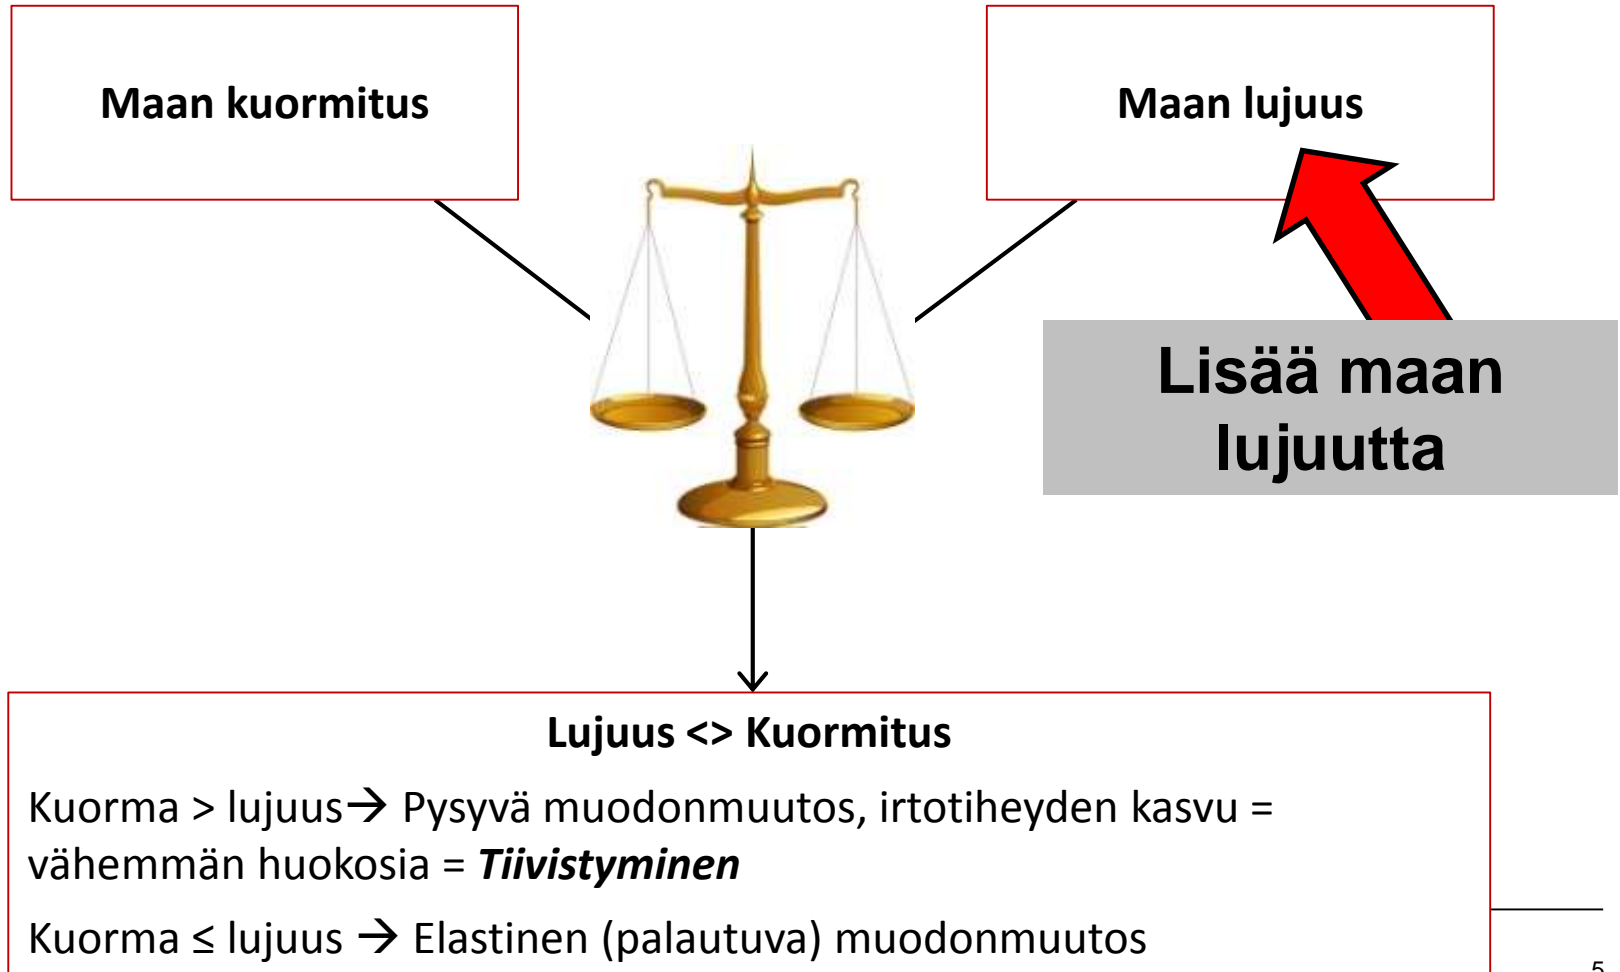 Maan kuormitus
Maan lujuus
Lisää maan
lujuutta
Lujuus <> Kuormitus
Kuorma > lujuus→ Pysyvä muodonmuutos, irtotiheyden kasvu =
vähemmän huokosia = Tiivistyminen
Kuorma ≤ lujuus → Elastinen (palautuva) muodonmuutos
5